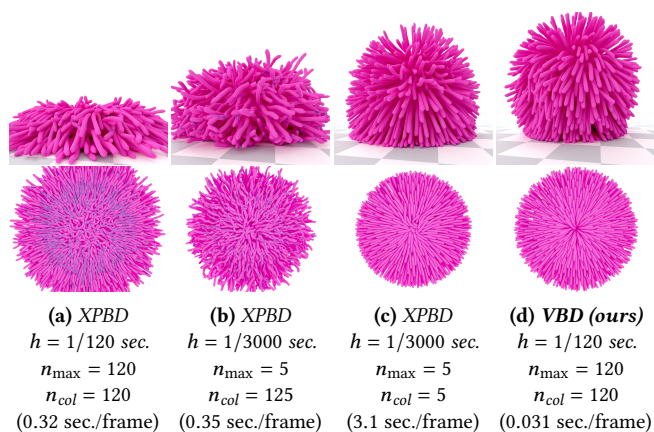 (a) XPBD
h = 1/120 sec.
n_max = 120
n_col = 120
(0.32 sec./frame)
(b) XPBD
h = 1/3000 sec.
n_max = 5
n_col = 125
(0.35 sec./frame)
(c) XPBD
h = 1/3000 sec.
n_max = 5
n_col = 5
(3.1 sec./frame)
(d) VBD (ours)
h = 1/120 sec.
n_max = 120
n_col = 120
(0.031 sec./frame)